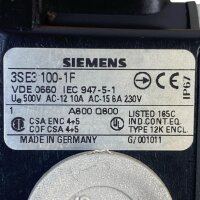 SIEMENS
3SE3 100-1F
VDE 0660 IEC 947-5-1
Ue 500V AC-12 10A AC-15 6A 230V
IP67
1 A600 Q600
LISTED 165C
CSA ENC 4+5 IND.CONT.EQ.
COF CSA 4+5 TYPE 12K ENCL.
MADE IN GERMANY G/001011